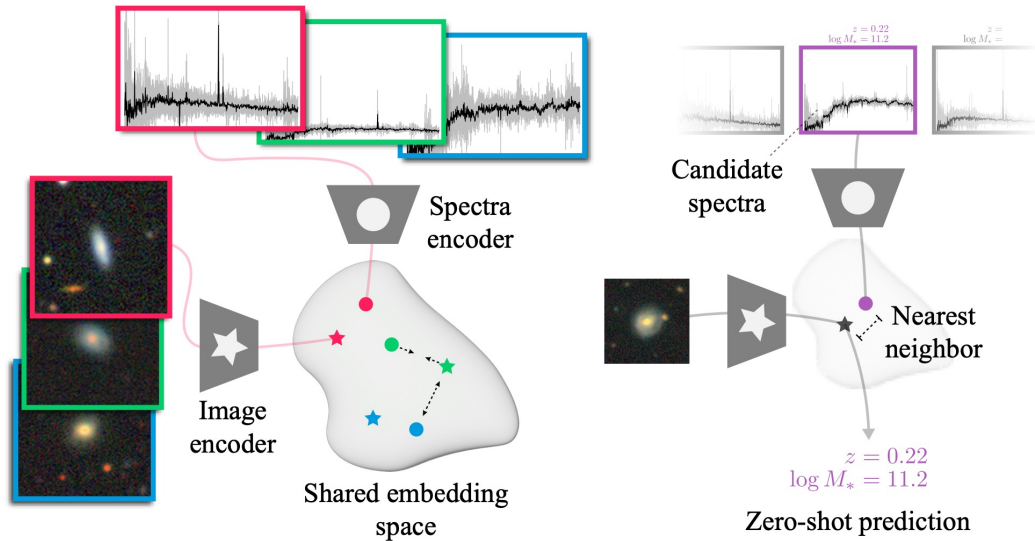 z = 0.22
log M* = 11.2
z =
log M* =
Candidate
spectra
Spectra
encoder
Nearest
neighbor
Image
encoder
Shared embedding
space
z = 0.22
log M* = 11.2
Zero-shot prediction